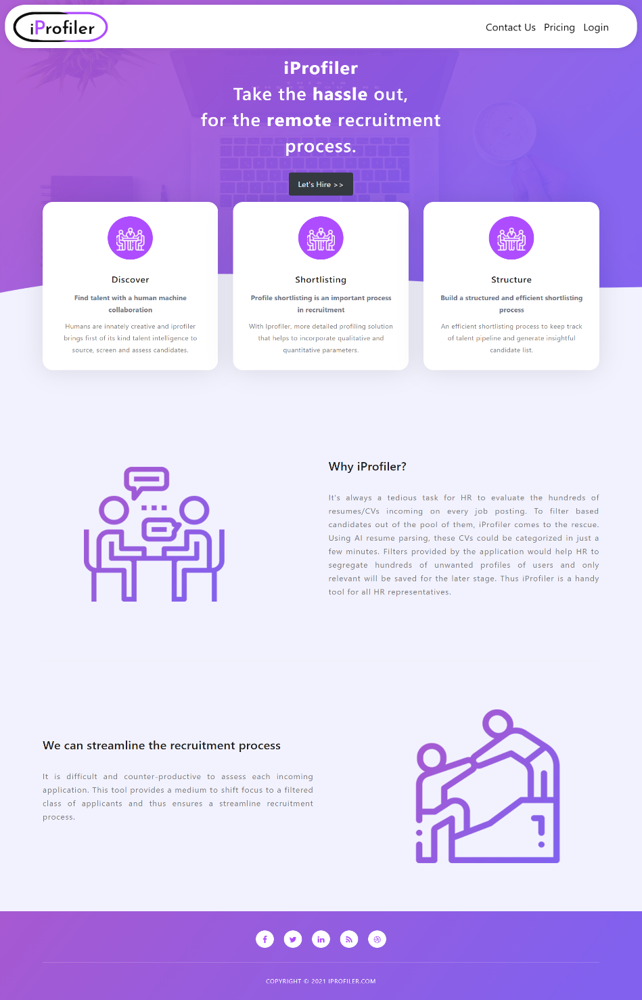 iProfiler
Contact Us Pricing Login
iProfiler
Take the hassle out,
for the remote recruitment
process.
Let's Hire >>
Discover
Find talent with a human machine
collaboration
Humans are innately creative and iprofiler
brings first of its kind talent intelligence to
source, screen and assess candidates.
Shortlisting
Profile shortlisting is an important process
in recruitment
With Iprofiler, more detailed profiling solution
that helps to incorporate qualitative and
quantitative parameters.
Structure
Build a structured and efficient shortlisting
process
An efficient shortlisting process to keep track
of talent pipeline and generate insightful
candidate list.
Why iProfiler?
It's always a tedious task for HR to evaluate the hundreds of
resumes/CVs incoming on every job posting. To filter based
candidates out of the pool of them, iProfiler comes to the rescue.
Using AI resume parsing, these CVs could be categorized in just a
few minutes. Filters provided by the application would help HR to
segregate hundreds of unwanted profiles of users and only
relevant will be saved for the later stage. Thus iProfiler is a handy
tool for all HR representatives.
We can streamline the recruitment process
It is difficult and counter-productive to assess each incoming
application. This tool provides a medium to shift focus to a filtered
class of applicants and thus ensures a streamline recruitment
process.
COPYRIGHT © 2021 IPROFILER.COM